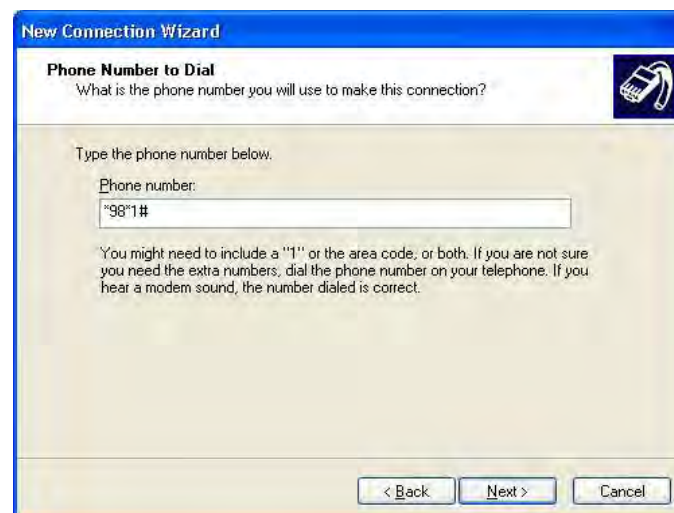 New Connection Wizard
Phone Number to Dial
What is the phone number you will use to make this connection?
Type the phone number below.
Phone number:
*98*1#
You might need to include a "1" or the area code, or both. If you are not sure
you need the extra numbers, dial the phone number on your telephone. If you
hear a modem sound, the number dialed is correct.
< Back
Next >
Cancel